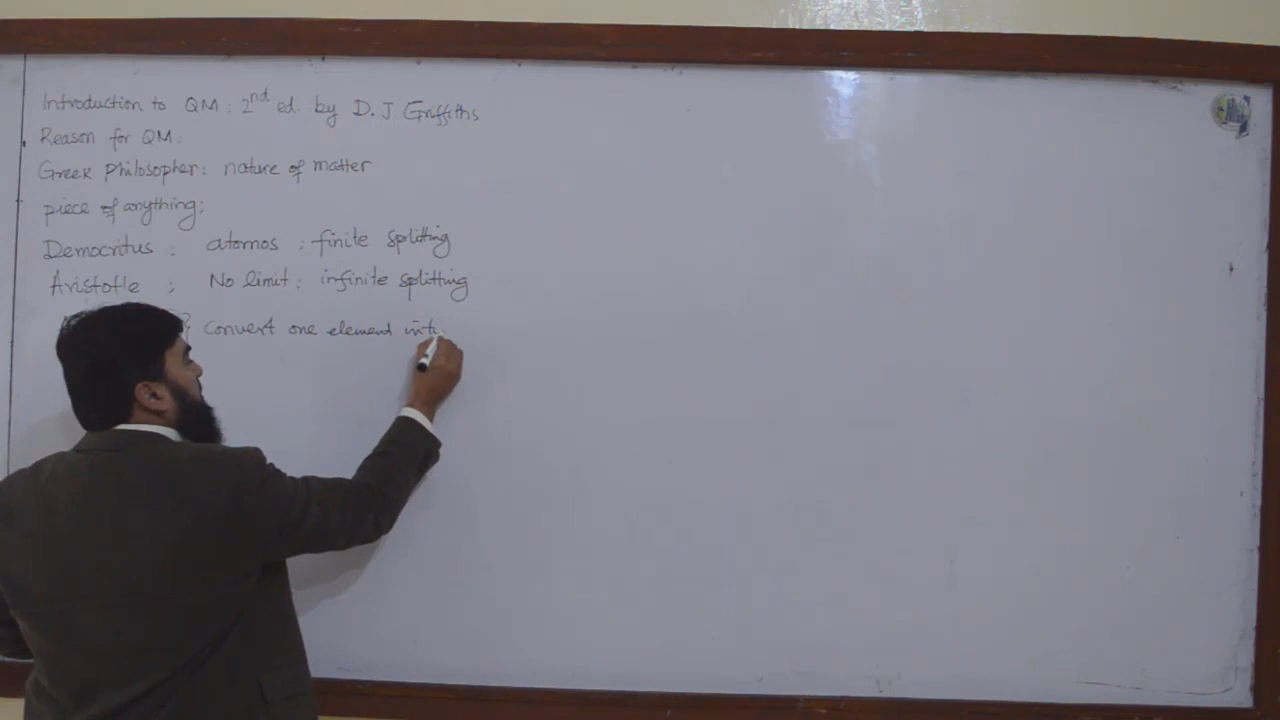 Introduction to QM: 2nd ed. by D.J Griffiths
Reason for QM:
Greek Philosopher: nature of matter
piece of anything:
Democritus : atomos : finite splitting
Aristotle : No limit : infinite splitting
? Convert one element into